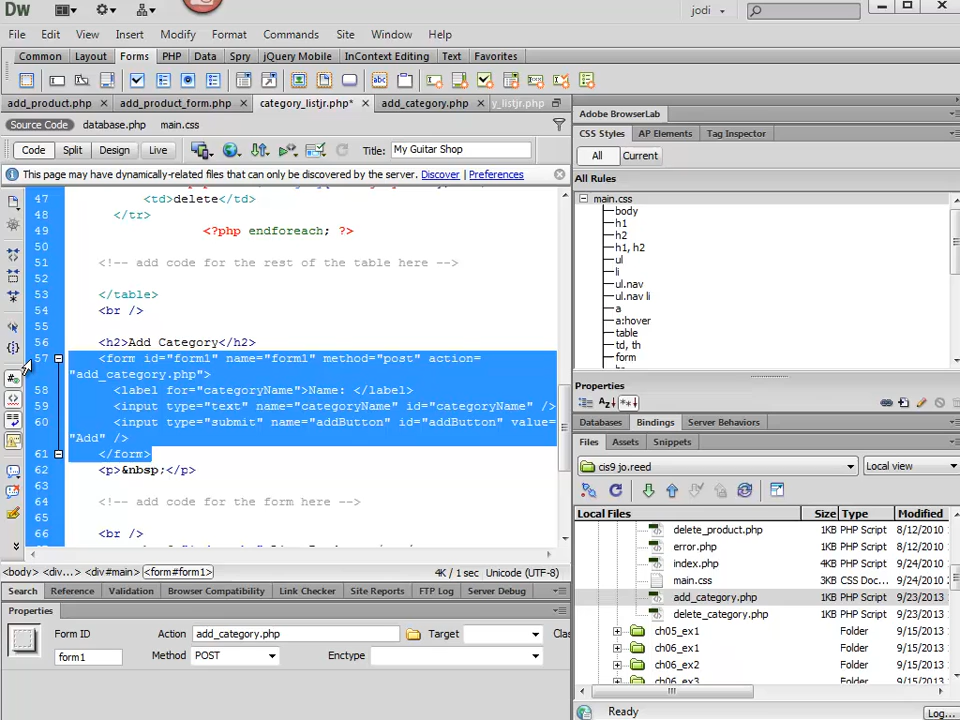 Dw jodi
File Edit View Insert Modify Format Commands Site Window Help
Common Layout Forms PHP Data Spry jQuery Mobile InContext Editing Text Favorites
add_product.php add_product_form.php category_listjr.php* add_category.php y_listjr.php
Source Code database.php main.css
Code Split Design Live Title: My Guitar Shop
This page may have dynamically-related files that can only be discovered by the server. Discover | Preferences
47 <td>delete</td>
48 </tr>
49 <?php endforeach; ?>
50
51 <!-- add code for the rest of the table here -->
52
53 </table>
54 <br />
55
56 <h2>Add Category</h2>
57 <form id="form1" name="form1" method="post" action=
"add_category.php">
58 <label for="categoryName">Name: </label>
59 <input type="text" name="categoryName" id="categoryName" />
60 <input type="submit" name="addButton" id="addButton" value=
"Add" />
61 </form>
62 <p>&nbsp;</p>
63
64 <!-- add code for the form here -->
65
66 <br />
<body> <div...> <div#main> <form#form1> 4K / 1 sec Unicode (UTF-8)
Search Reference Validation Browser Compatibility Link Checker Site Reports FTP Log Server Debug
Properties
Form ID Action add_category.php Target Clas
form1 Method POST Enctype
Adobe BrowserLab
CSS Styles AP Elements Tag Inspector
All Current
All Rules
main.css
body
h1
h2
h1, h2
ul
li
ul.nav
ul.nav li
a
a:hover
table
td, th
form
Properties
Databases Bindings Server Behaviors
Files Assets Snippets
cis9 jo.reed Local view
Local Files Size Type Modified
delete_product.php 1KB PHP Script 8/12/2010
error.php 1KB PHP Script 8/12/2010
index.php 4KB PHP Script 9/24/2010
main.css 3KB CSS Doc... 9/24/2010
add_category.php 1KB PHP Script 9/23/2013
delete_category.php 1KB PHP Script 9/23/2013
ch05_ex1 Folder 9/15/2013
ch06_ex1 Folder 9/15/2013
ch06_ex2 Folder 9/15/2013
ch06_ex3 Folder 9/15/2013
Ready Log...